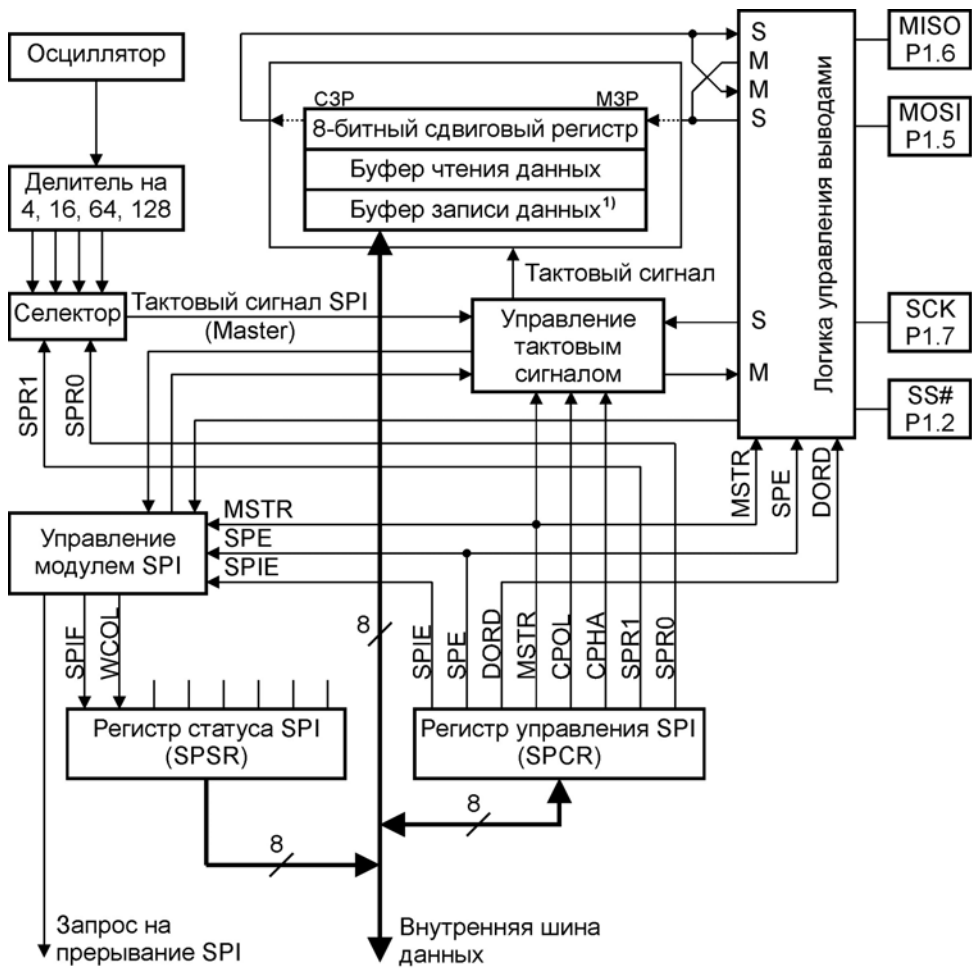 Осциллятор
Делитель на
4, 16, 64, 128
Селектор
SPR1
SPR0
Тактовый сигнал SPI
(Master)
СЗР
МЗР
8-битный сдвиговый регистр
Буфер чтения данных
Буфер записи данных¹⁾
Тактовый сигнал
Управление
тактовым
сигналом
S
M
M
S
S
M
Логика управления выводами
MISO
P1.6
MOSI
P1.5
SCK
P1.7
SS#
P1.2
MSTR
SPE
DORD
Управление
модулем SPI
MSTR
SPE
SPIE
SPIF
WCOL
8
SPIE
SPE
DORD
MSTR
CPOL
CPHA
SPR1
SPR0
Регистр статуса SPI
(SPSR)
Регистр управления SPI
(SPCR)
8
8
Запрос на
прерывание SPI
Внутренняя шина
данных